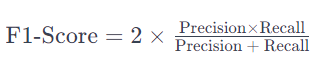 F1-Score = 2 × Precision×Recall / Precision + Recall